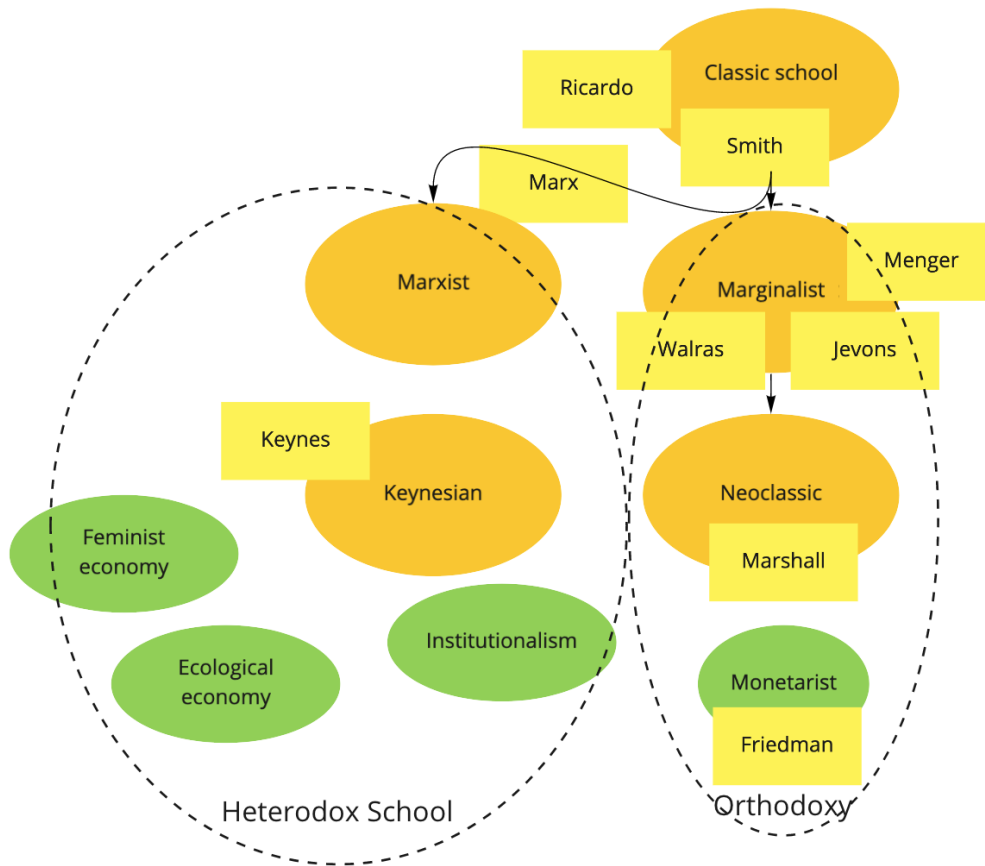 Classic school
Ricardo
Smith
Marx
Menger
Marxist
Marginalist
Walras
Jevons
Keynes
Keynesian
Neoclassic
Feminist
economy
Marshall
Institutionalism
Ecological
economy
Monetarist
Friedman
Heterodox School
Orthodoxy